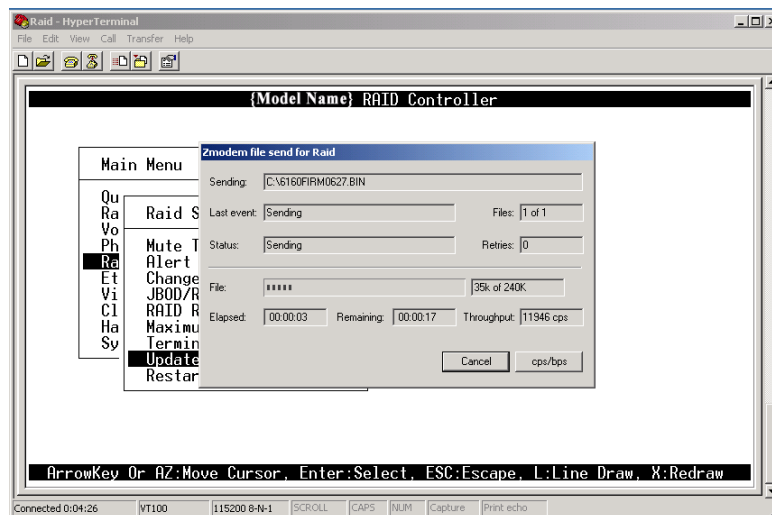 Raid - HyperTerminal
File Edit View Call Transfer Help
{Model Name} RAID Controller
Main Menu
Qu
Ra
Vo
Ph
Ra
Et
Vi
Cl
Ha
Sy
Raid S
Mute T
Alert
Change
JBOD/R
RAID R
Maximu
Termin
Update
Restar
Zmodem file send for Raid
Sending: C:\6160FIRM0627.BIN
Last event: Sending Files: 1 of 1
Status: Sending Retries: 0
File: 35k of 240K
Elapsed: 00:00:03 Remaining: 00:00:17 Throughput: 11946 cps
Cancel cps/bps
ArrowKey Or AZ:Move Cursor, Enter:Select, ESC:Escape, L:Line Draw, X:Redraw
Connected 0:04:26 VT100 115200 8-N-1 SCROLL CAPS NUM Capture Print echo